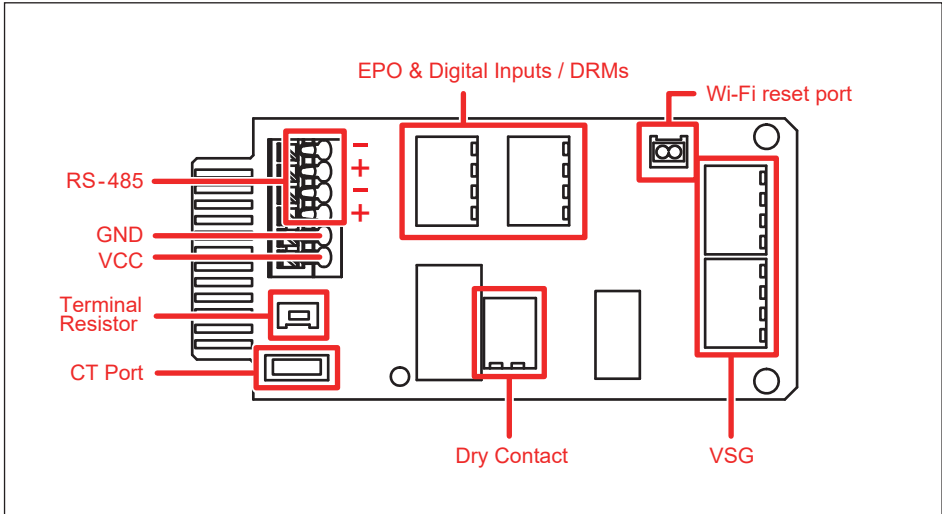 EPO & Digital Inputs / DRMs
Wi-Fi reset port
RS-485
−
+
−
+
GND
VCC
Terminal
Resistor
CT Port
Dry Contact
VSG